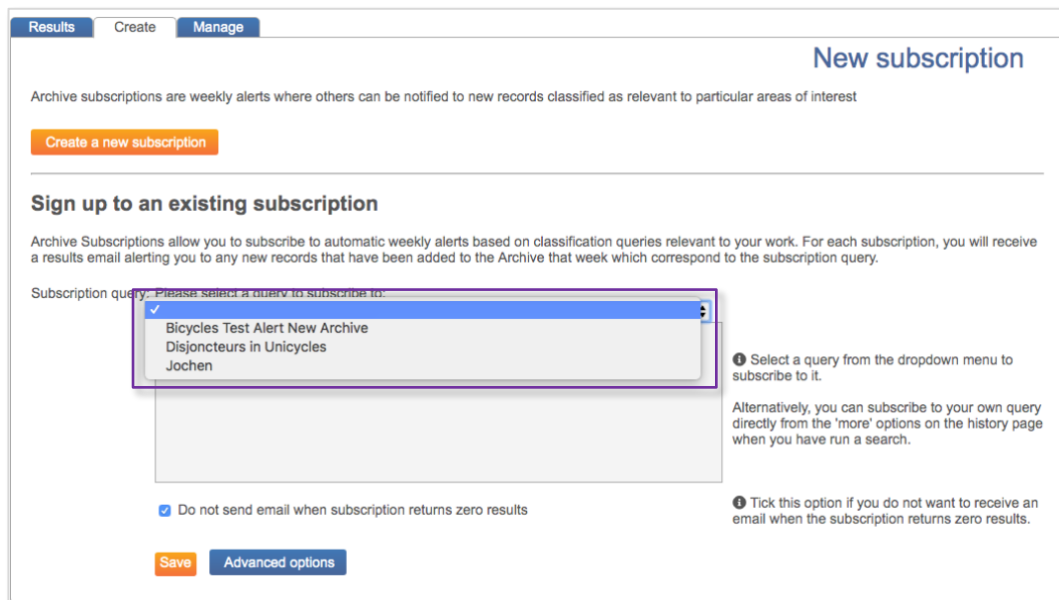 Results Create Manage
New subscription
Archive subscriptions are weekly alerts where others can be notified to new records classified as relevant to particular areas of interest
Create a new subscription
Sign up to an existing subscription
Archive Subscriptions allow you to subscribe to automatic weekly alerts based on classification queries relevant to your work. For each subscription, you will receive
a results email alerting you to any new records that have been added to the Archive that week which correspond to the subscription query.
Subscription query: Please select a query to subscribe to:
Bicycles Test Alert New Archive
Disjoncteurs in Unicycles
Jochen
Select a query from the dropdown menu to
subscribe to it.
Alternatively, you can subscribe to your own query
directly from the 'more' options on the history page
when you have run a search.
Do not send email when subscription returns zero results
Tick this option if you do not want to receive an
email when the subscription returns zero results.
Save Advanced options